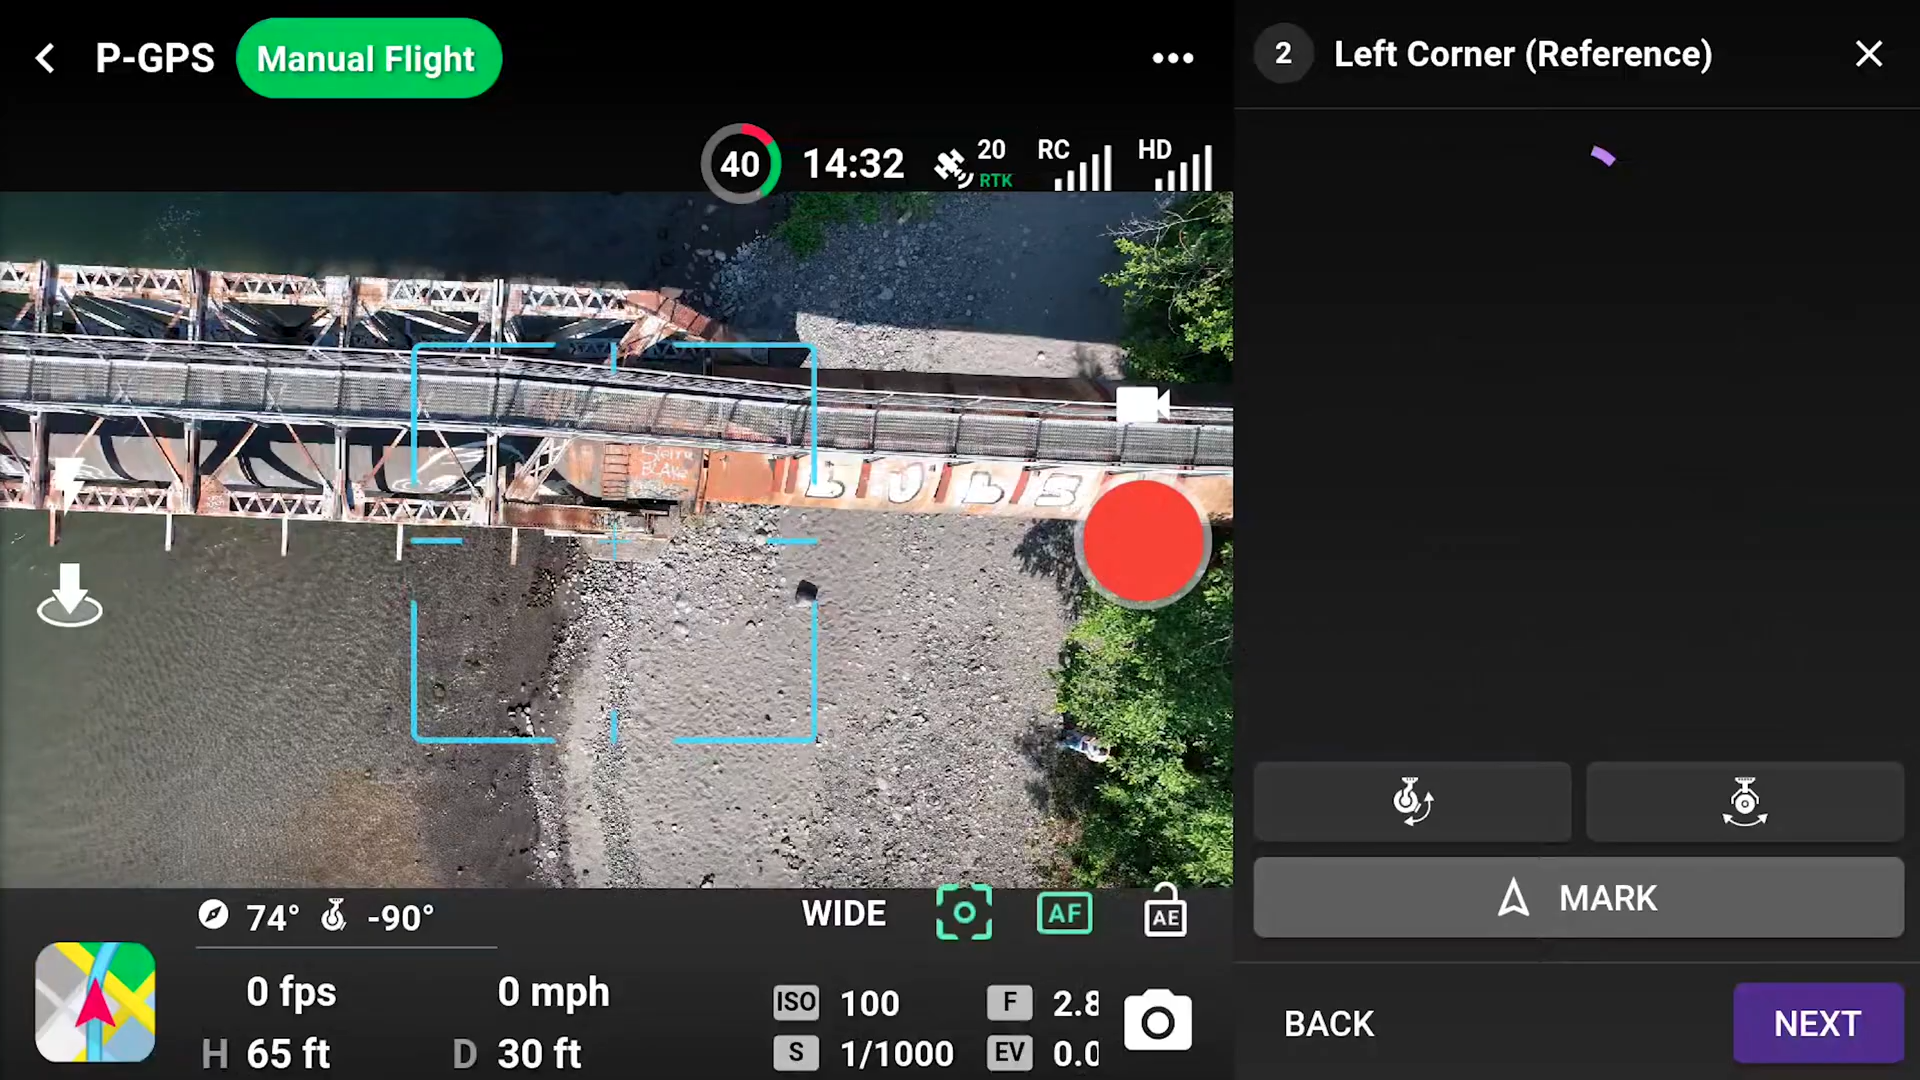 P-GPS
Manual Flight
2
Left Corner (Reference)
40
14:32
20
RTK
RC
HD
BLANC
LULS
MARK
74°
-90°
WIDE
AF
AE
0 fps
0 mph
ISO 100
F 2.8
H 65 ft
D 30 ft
S 1/1000
EV 0.0
BACK
NEXT